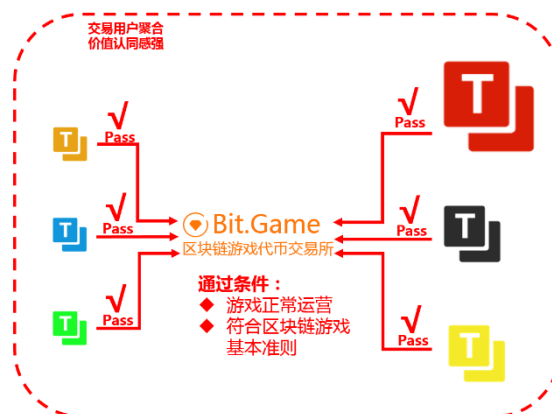 交易用户聚合
价值认同感强
√
Pass
T
√
Pass
T
√
Pass
T
Bit.Game
区块链游戏代币交易所
通过条件：
◆ 游戏正常运营
◆ 符合区块链游戏
基本准则
√
Pass
T
√
Pass
T
√
Pass
T